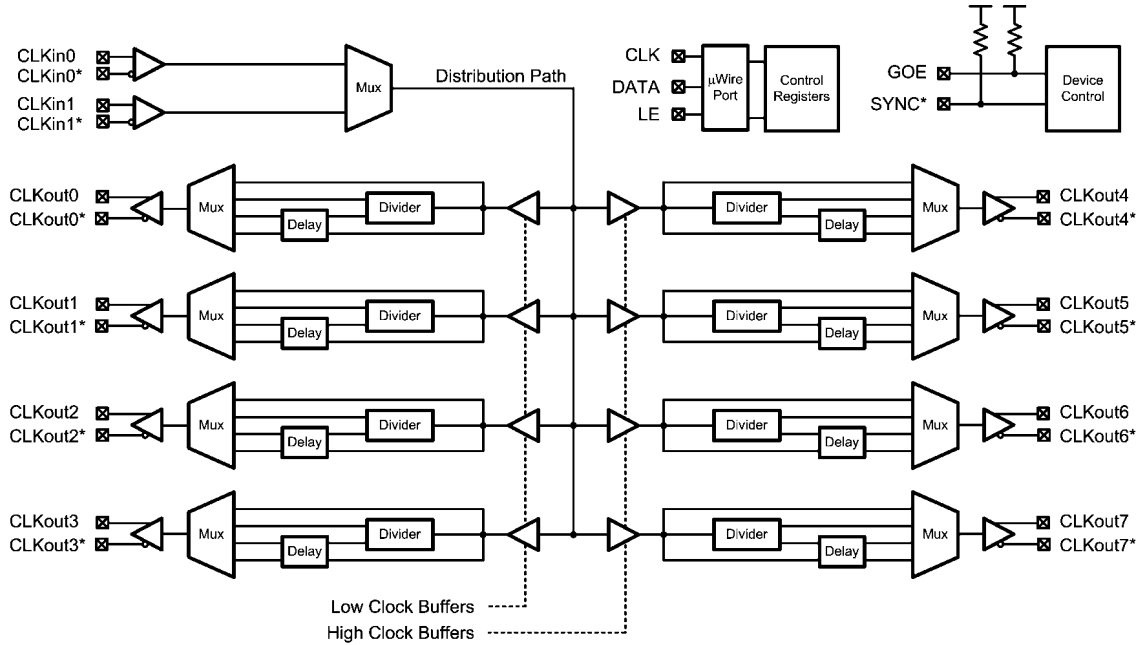 CLKin0
CLKin0*
CLKin1
CLKin1*
Mux
Distribution Path
CLK
DATA
LE
µWire
Port
Control
Registers
GOE
SYNC*
Device
Control
CLKout0
CLKout0*
Mux
Delay
Divider
Divider
Delay
Mux
CLKout4
CLKout4*
CLKout1
CLKout1*
Mux
Delay
Divider
Divider
Delay
Mux
CLKout5
CLKout5*
CLKout2
CLKout2*
Mux
Delay
Divider
Divider
Delay
Mux
CLKout6
CLKout6*
CLKout3
CLKout3*
Mux
Delay
Divider
Divider
Delay
Mux
CLKout7
CLKout7*
Low Clock Buffers
High Clock Buffers